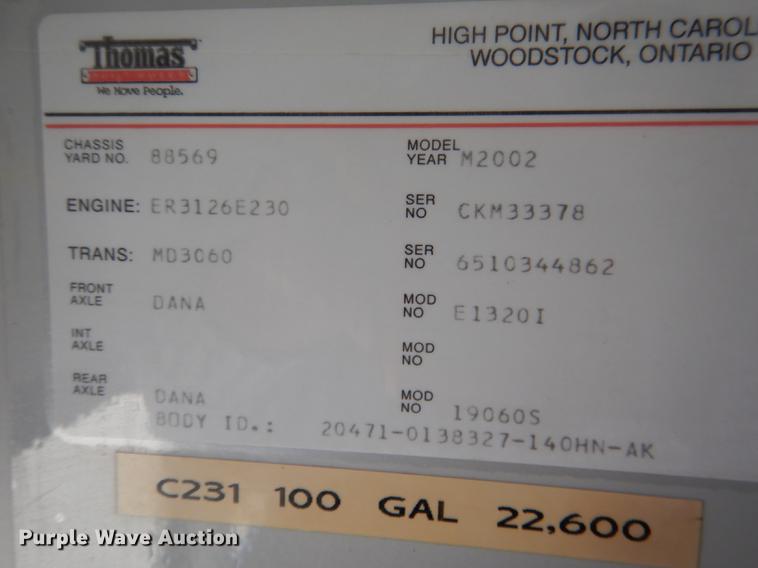 Thomas
BUILT BUSES
We Move People.
HIGH POINT, NORTH CAROL
WOODSTOCK, ONTARIO
CHASSIS YARD NO. 88569 MODEL YEAR M2002
ENGINE: ER3126E230 SER NO CKM33378
TRANS: MD3060 SER NO 6510344862
FRONT AXLE DANA MOD NO E1320I
INT AXLE MOD NO
REAR AXLE DANA MOD NO 19060S
BODY ID.: 20471-0138327-140HN-AK
C231 100 GAL 22,600
Purple Wave Auction